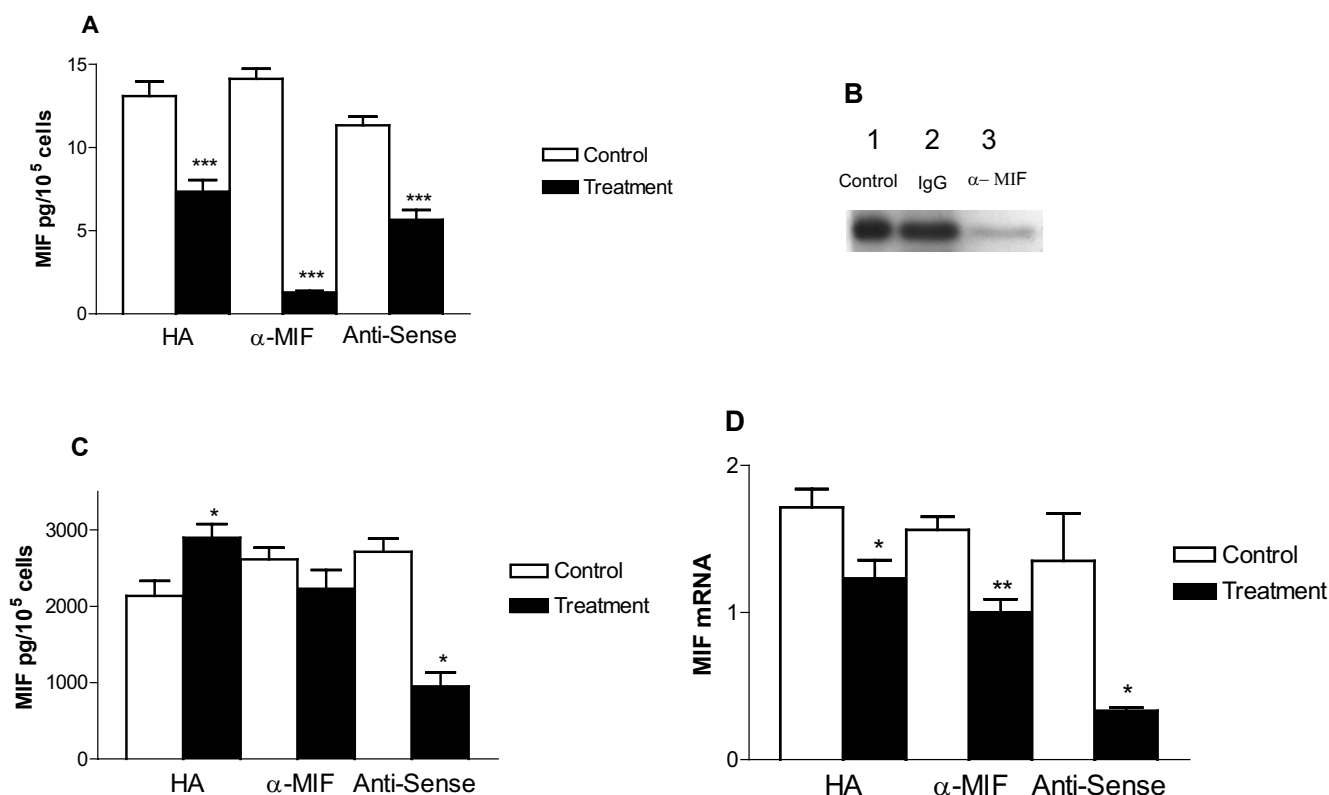 A
MIF pg/10⁵ cells
15
10
5
0
***
***
***
HA α-MIF Anti-Sense
Control
Treatment
B
1 2 3
Control IgG α– MIF
C
MIF pg/10⁵ cells
3000
2000
1000
0
*
*
HA α-MIF Anti-Sense
Control
Treatment
D
MIF mRNA
2
1
0
*
**
*
HA α-MIF Anti-Sense
Control
Treatment